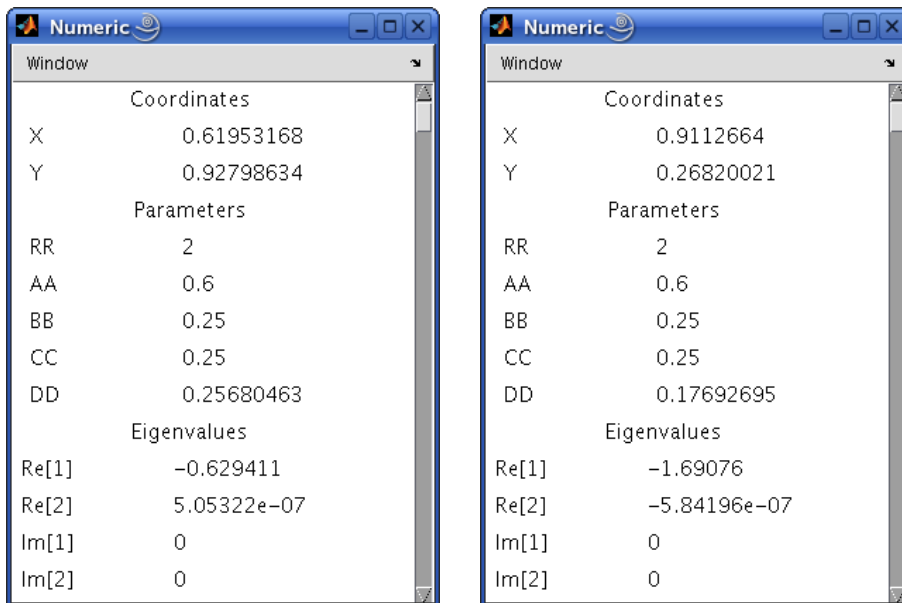 Numeric
Window
Coordinates
X 0.61953168
Y 0.92798634
Parameters
RR 2
AA 0.6
BB 0.25
CC 0.25
DD 0.25680463
Eigenvalues
Re[1] −0.629411
Re[2] 5.05322e−07
Im[1] 0
Im[2] 0
Numeric
Window
Coordinates
X 0.9112664
Y 0.26820021
Parameters
RR 2
AA 0.6
BB 0.25
CC 0.25
DD 0.17692695
Eigenvalues
Re[1] −1.69076
Re[2] −5.84196e−07
Im[1] 0
Im[2] 0